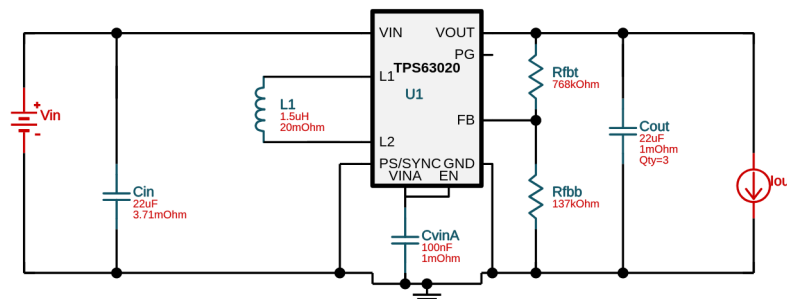 VIN
VOUT
PG
TPS63020
L1
U1
L2
FB
PS/SYNC
GND
VINA
EN
+
Vin
-
Cin
22uF
3.71mOhm
L1
1.5uH
20mOhm
CvinA
100nF
1mOhm
Rfbt
768kOhm
Rfbb
137kOhm
Cout
22uF
1mOhm
Qty=3
Iou